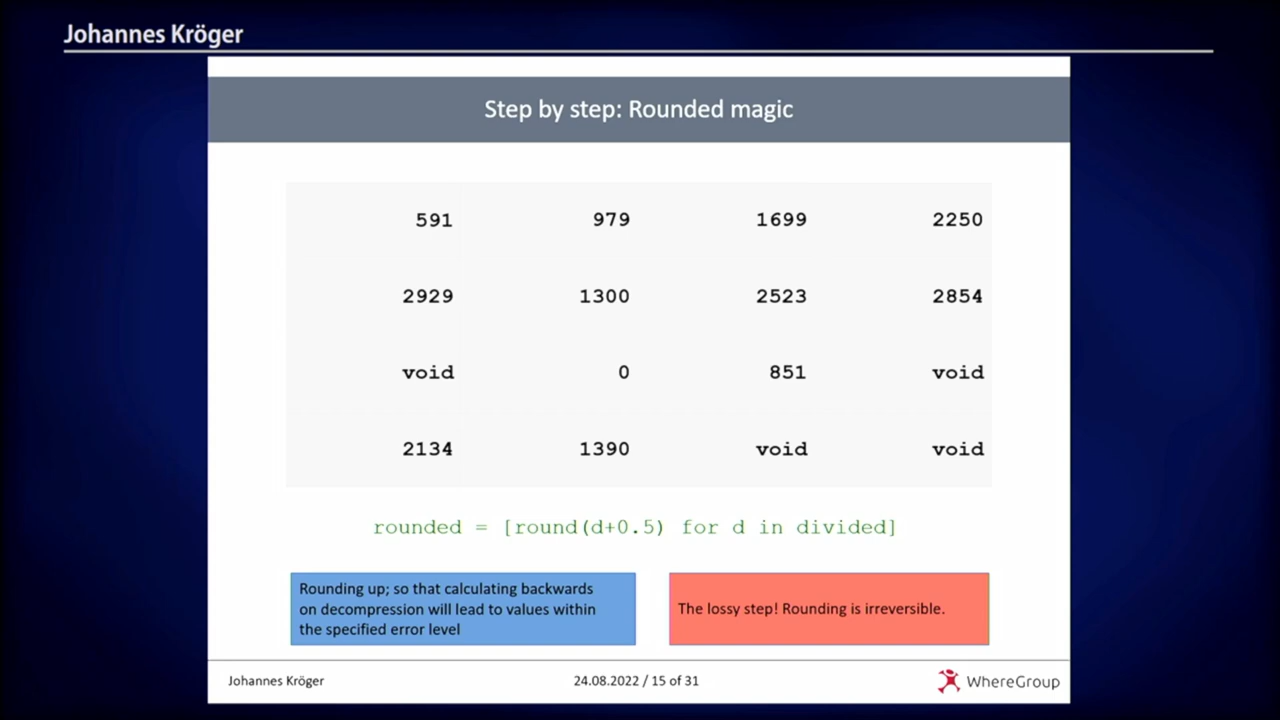 Johannes Kröger
Step by step: Rounded magic
591 979 1699 2250
2929 1300 2523 2854
void 0 851 void
2134 1390 void void
rounded = [round(d+0.5) for d in divided]
Rounding up; so that calculating backwards
on decompression will lead to values within
the specified error level
The lossy step! Rounding is irreversible.
Johannes Kröger 24.08.2022 / 15 of 31 WhereGroup